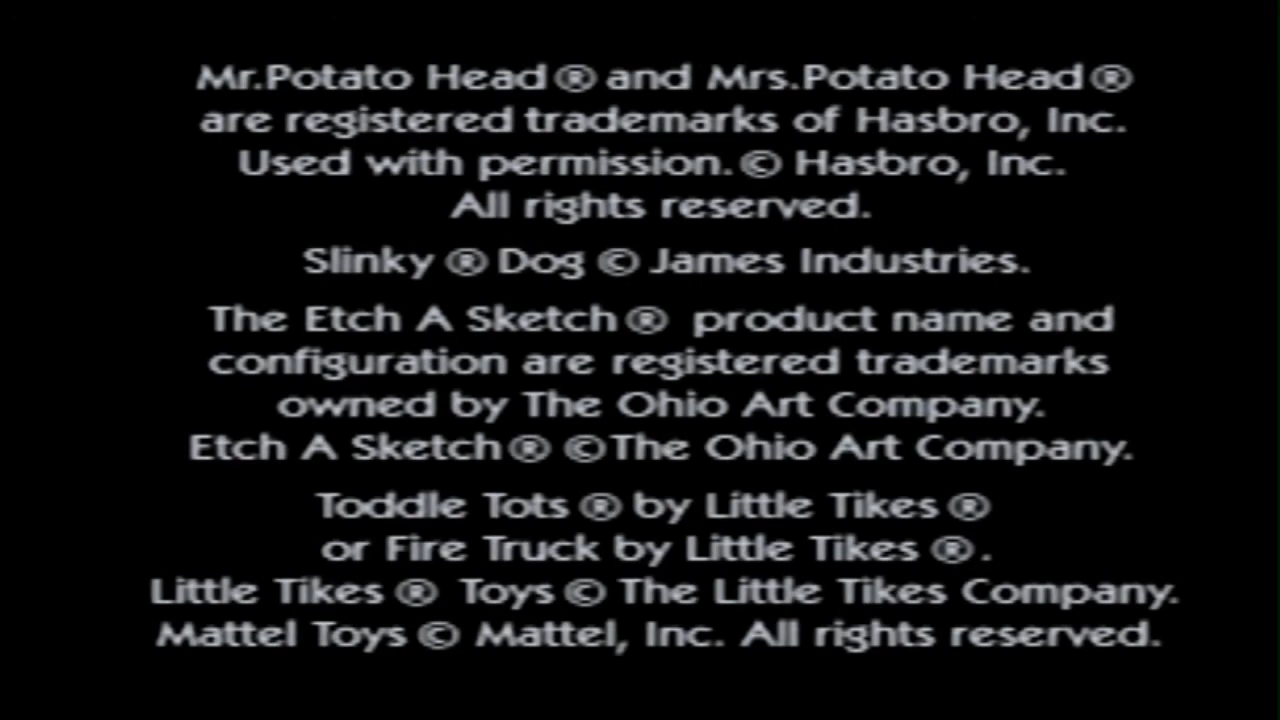 Mr.Potato Head ® and Mrs.Potato Head ®
are registered trademarks of Hasbro, Inc.
Used with permission. © Hasbro, Inc.
All rights reserved.
Slinky ® Dog © James Industries.
The Etch A Sketch ® product name and
configuration are registered trademarks
owned by The Ohio Art Company.
Etch A Sketch ® © The Ohio Art Company.
Toddle Tots ® by Little Tikes ®
or Fire Truck by Little Tikes ® .
Little Tikes ® Toys © The Little Tikes Company.
Mattel Toys © Mattel, Inc. All rights reserved.